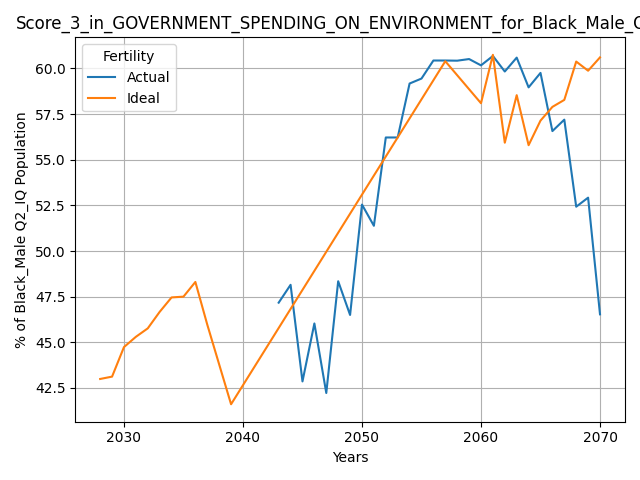 Score_3_in_GOVERNMENT_SPENDING_ON_ENVIRONMENT_for_Black_Male_
Fertility
Actual
Ideal
% of Black_Male Q2_IQ Population
60.0
57.5
55.0
52.5
50.0
47.5
45.0
42.5
2030
2040
2050
2060
2070
Years